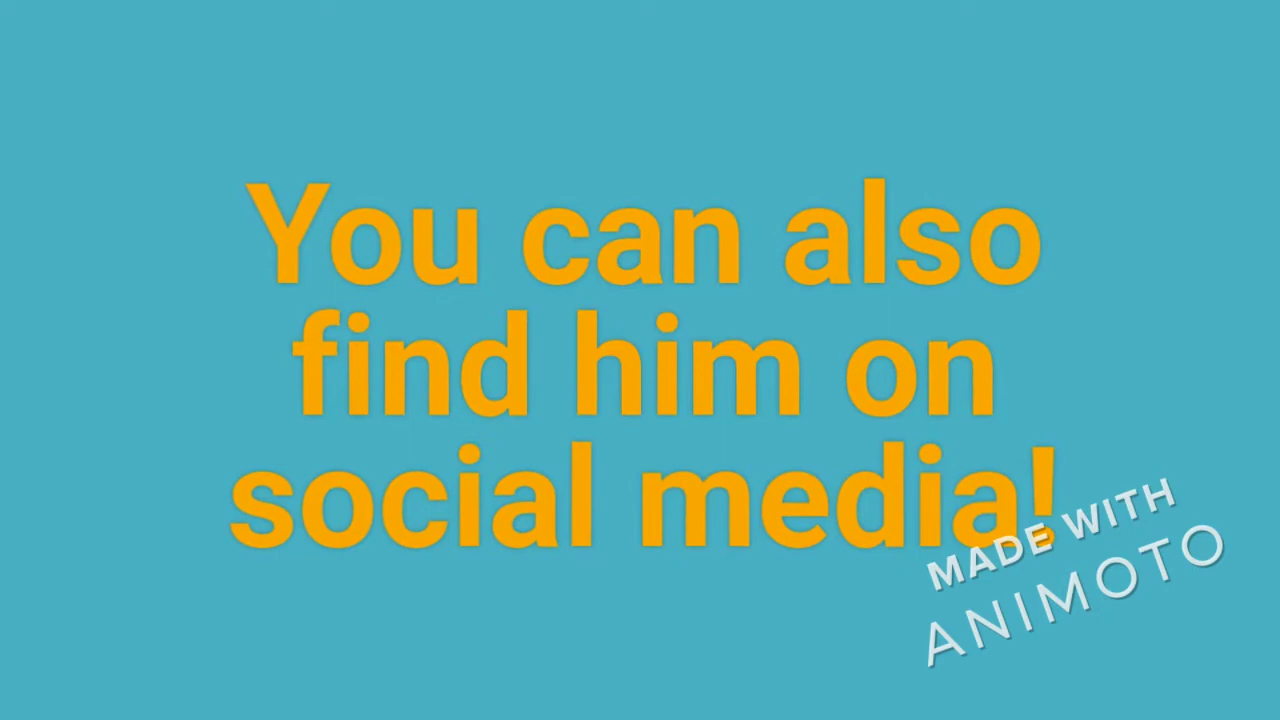 You can also
find him on
social media!
MADE WITH
ANIMOTO